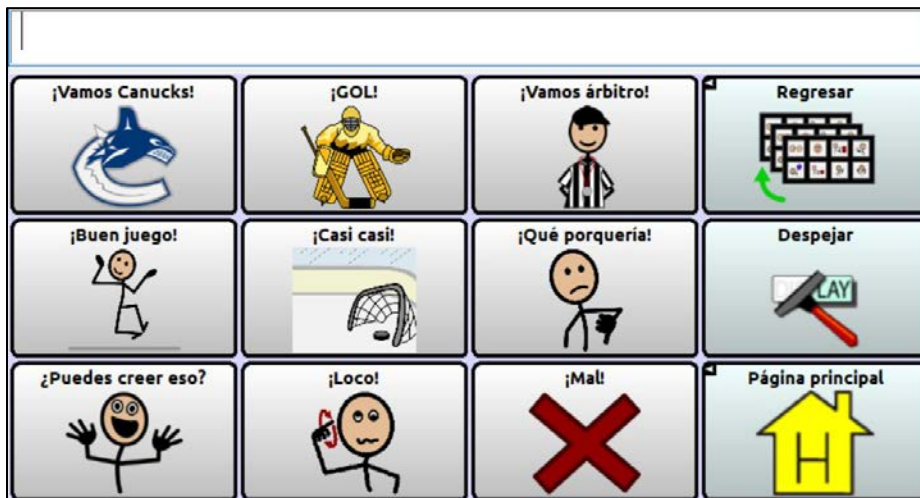 ¡Vamos Canucks!
¡GOL!
¡Vamos árbitro!
Regresar
¡Buen juego!
¡Casi casi!
¡Qué porquería!
Despejar
LAY
¿Puedes creer eso?
¡Loco!
¡Mal!
Página principal
H